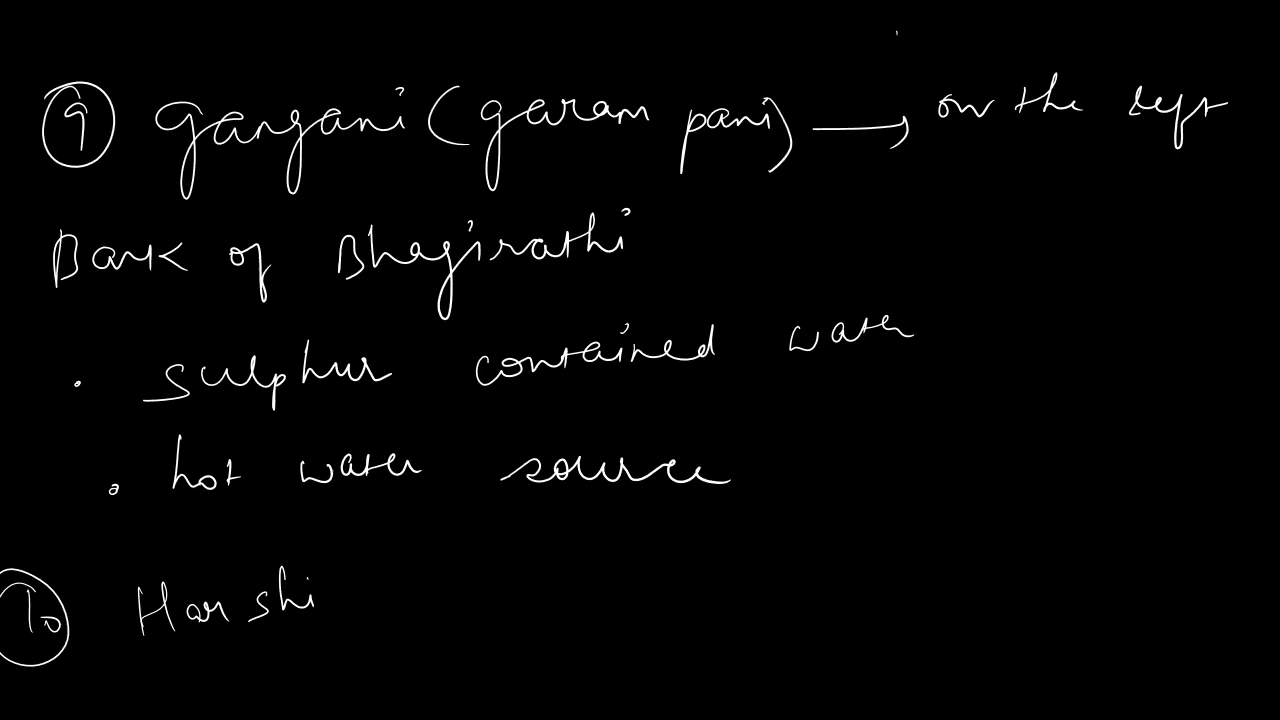 9 Gangani (garam pani) → on the left
Bank of Bhagirathi
• Sulphur contained water
• hot water source
10 Harshi